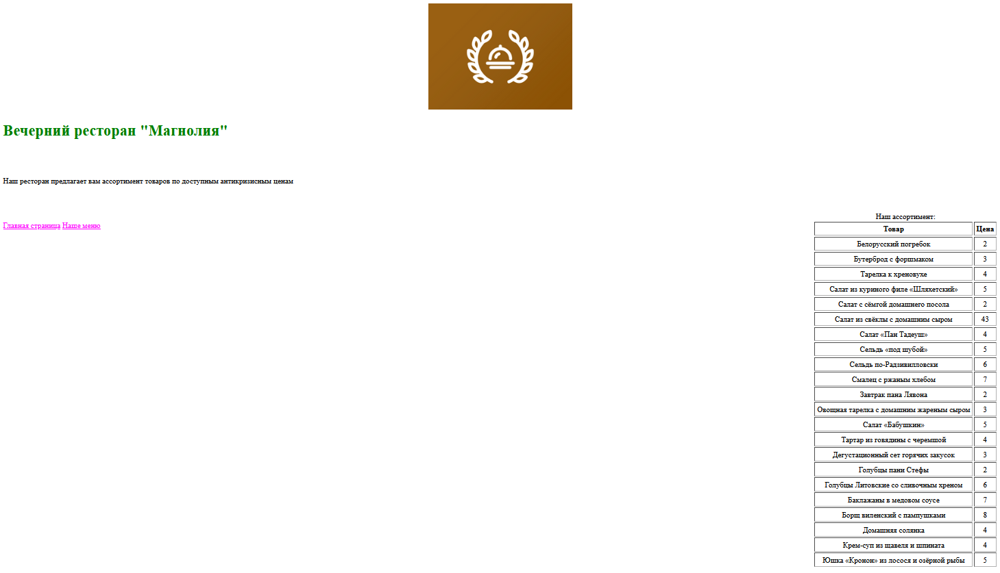 Вечерний ресторан "Магнолия"
Наш ресторан предлагает вам ассортимент товаров по доступным антикризисным ценам
Главная страница Наше меню
Наш ассортимент:
Товар Цена
Белорусский погребок 2
Бутерброд с форшмаком 3
Тарелка к хреновухе 4
Салат из куриного филе «Шляхетский» 5
Салат с сёмгой домашнего посола 2
Салат из свёклы с домашним сыром 43
Салат «Пан Тадеуш» 4
Сельдь «под шубой» 5
Сельдь по-Радзивилловски 6
Смалец с ржаным хлебом 7
Завтрак пана Лявона 2
Овощная тарелка с домашним жареным сыром 3
Салат «Бабушкин» 5
Тартар из говядины с черемшой 4
Дегустационный сет горячих закусок 3
Голубцы пани Стефы 2
Голубцы Литовские со сливочным хреном 6
Баклажаны в медовом соусе 7
Борщ виленский с пампушками 8
Домашняя солянка 4
Крем-суп из щавеля и шпината 4
Юшка «Кронон» из лосося и озёрной рыбы 5